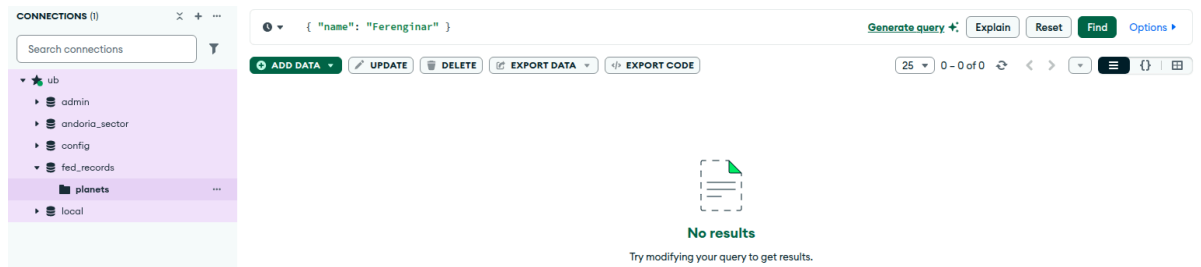 CONNECTIONS (1)
Search connections
ub
admin
andoria_sector
config
fed_records
planets
local
{ "name": "Ferenginar" }
Generate query
Explain
Reset
Find
Options
ADD DATA
UPDATE
DELETE
EXPORT DATA
EXPORT CODE
25
0 – 0 of 0
{}
No results
Try modifying your query to get results.